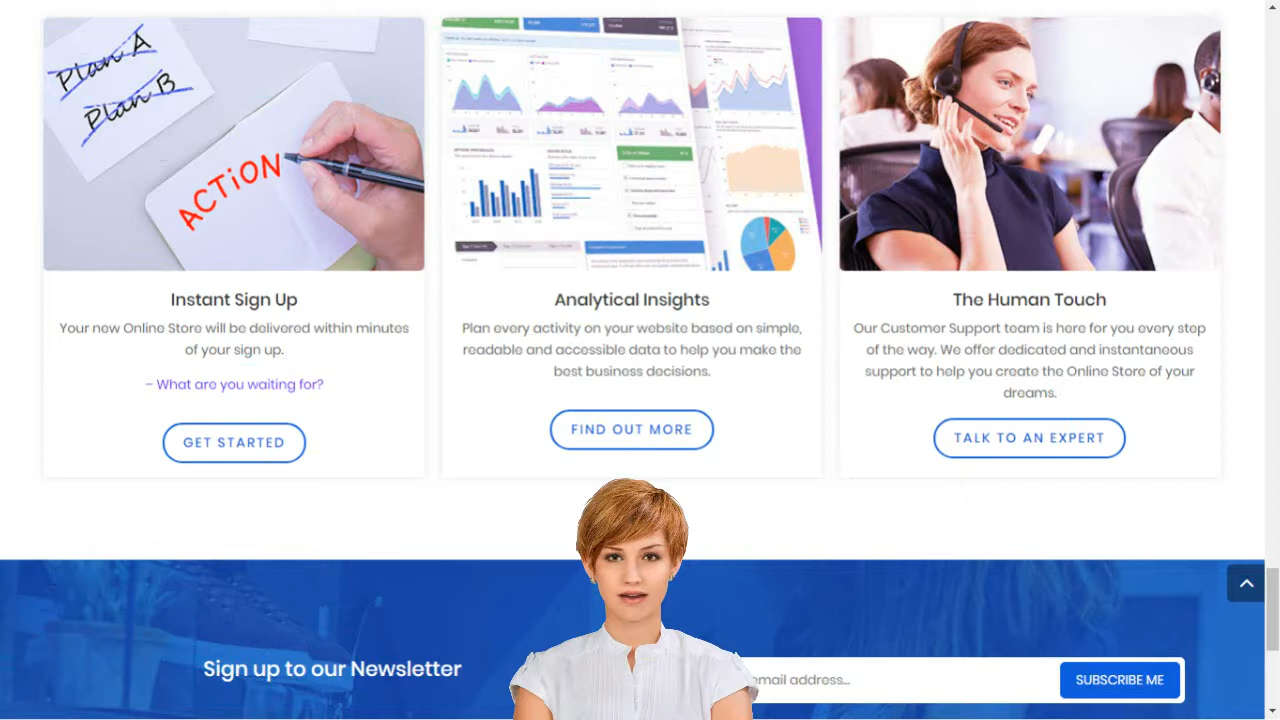 Plan A
Plan B
ACTiON
Instant Sign Up
Your new Online Store will be delivered within minutes
of your sign up.
– What are you waiting for?
GET STARTED
Analytical Insights
Plan every activity on your website based on simple,
readable and accessible data to help you make the
best business decisions.
FIND OUT MORE
The Human Touch
Our Customer Support team is here for you every step
of the way. We offer dedicated and instantaneous
support to help you create the Online Store of your
dreams.
TALK TO AN EXPERT
Sign up to our Newsletter
address...
SUBSCRIBE ME